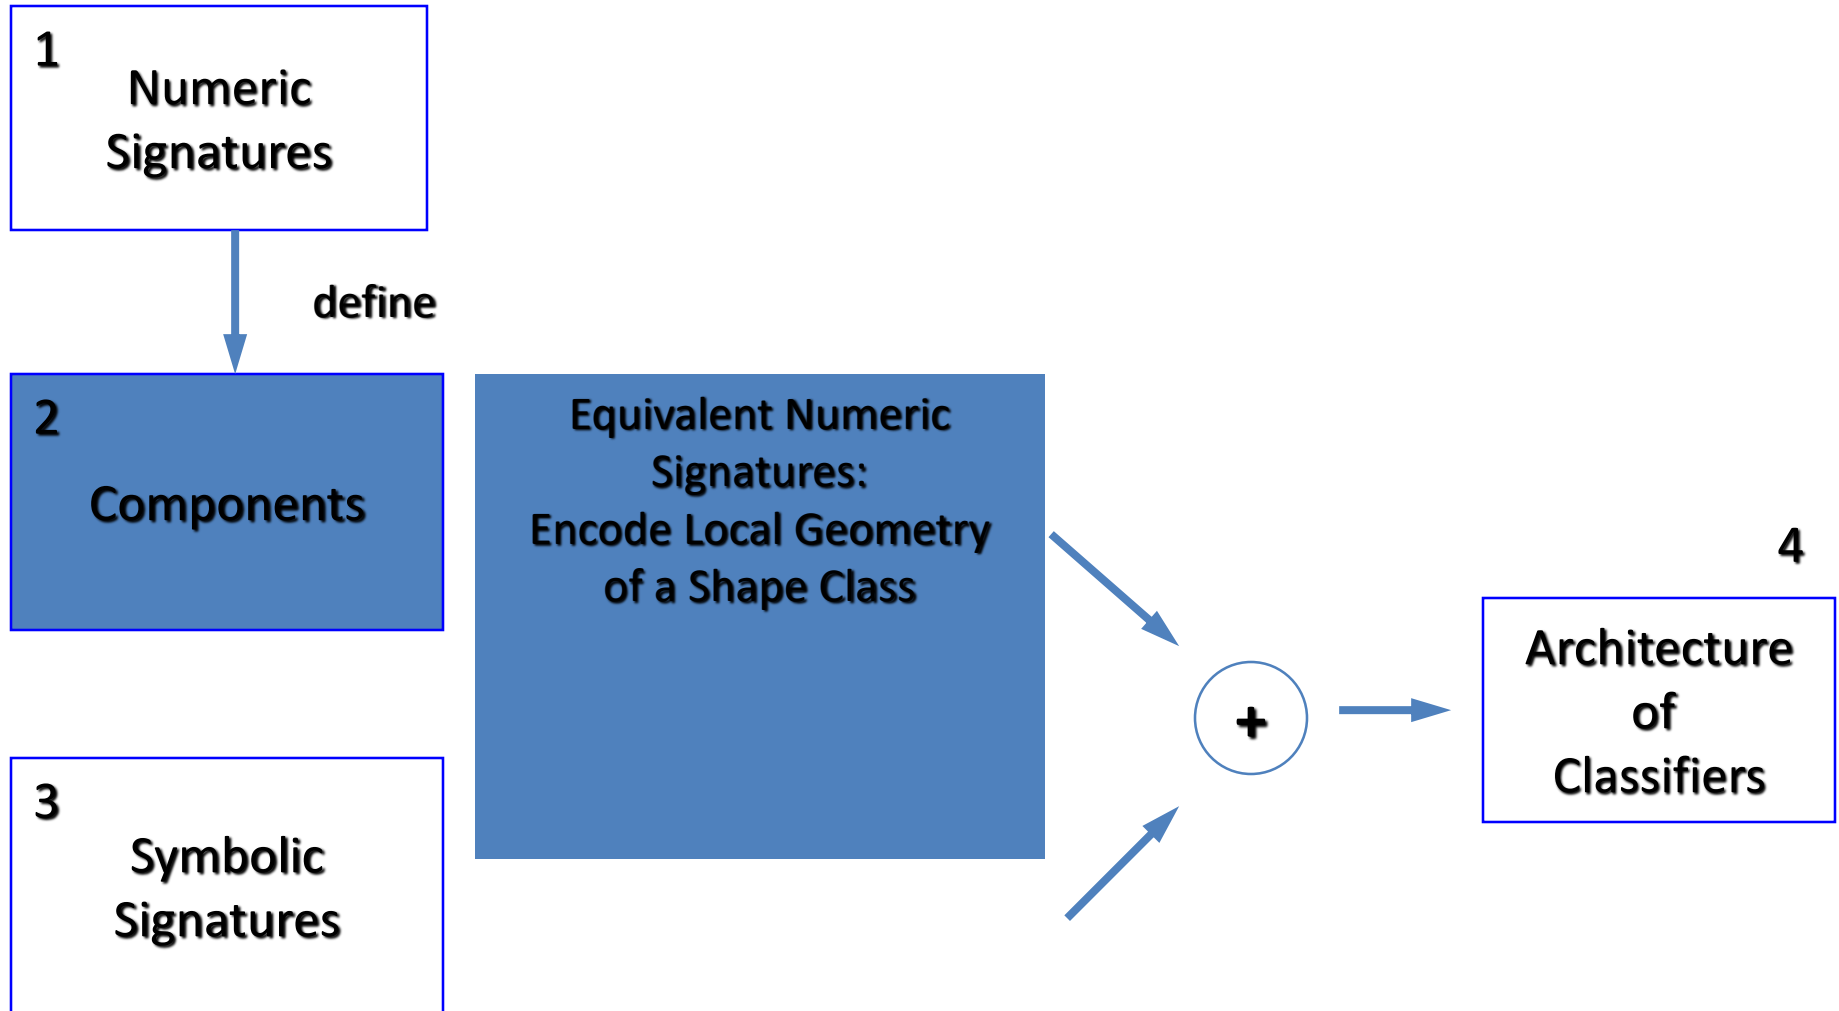 1
Numeric
Signatures
define
2
Components
Equivalent Numeric
Signatures:
Encode Local Geometry
of a Shape Class
3
Symbolic
Signatures
+
4
Architecture
of
Classifiers